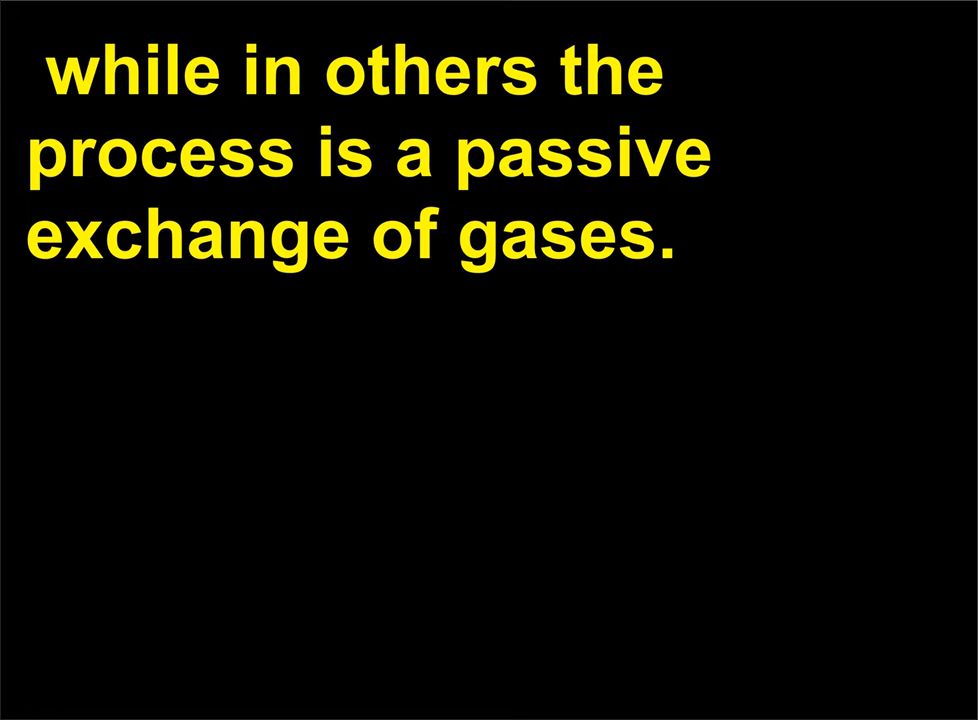 while in others the
process is a passive
exchange of gases.